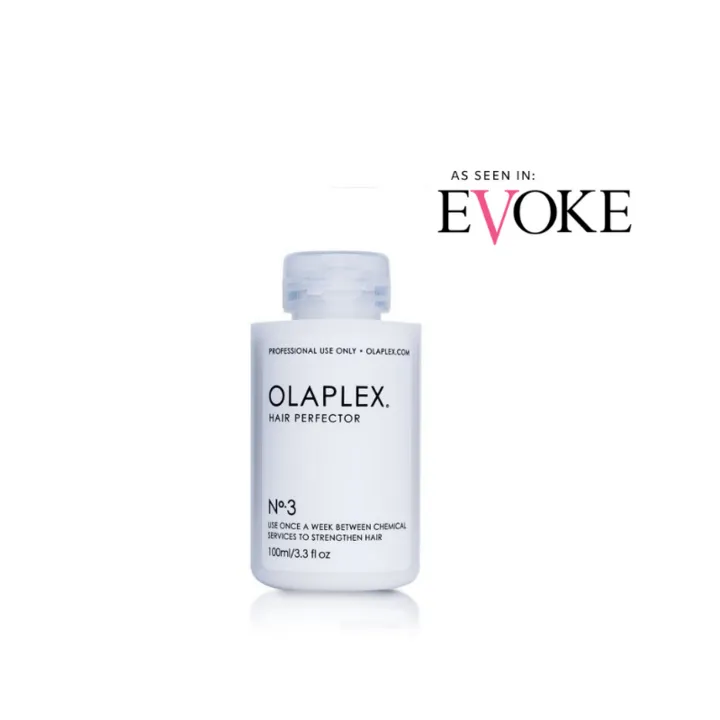 AS SEEN IN:
EVOKE
PROFESSIONAL USE ONLY • OLAPLEX.COM
OLAPLEX.
HAIR PERFECTOR
Nº.3
USE ONCE A WEEK BETWEEN CHEMICAL
SERVICES TO STRENGTHEN HAIR
100ml/3.3 fl oz